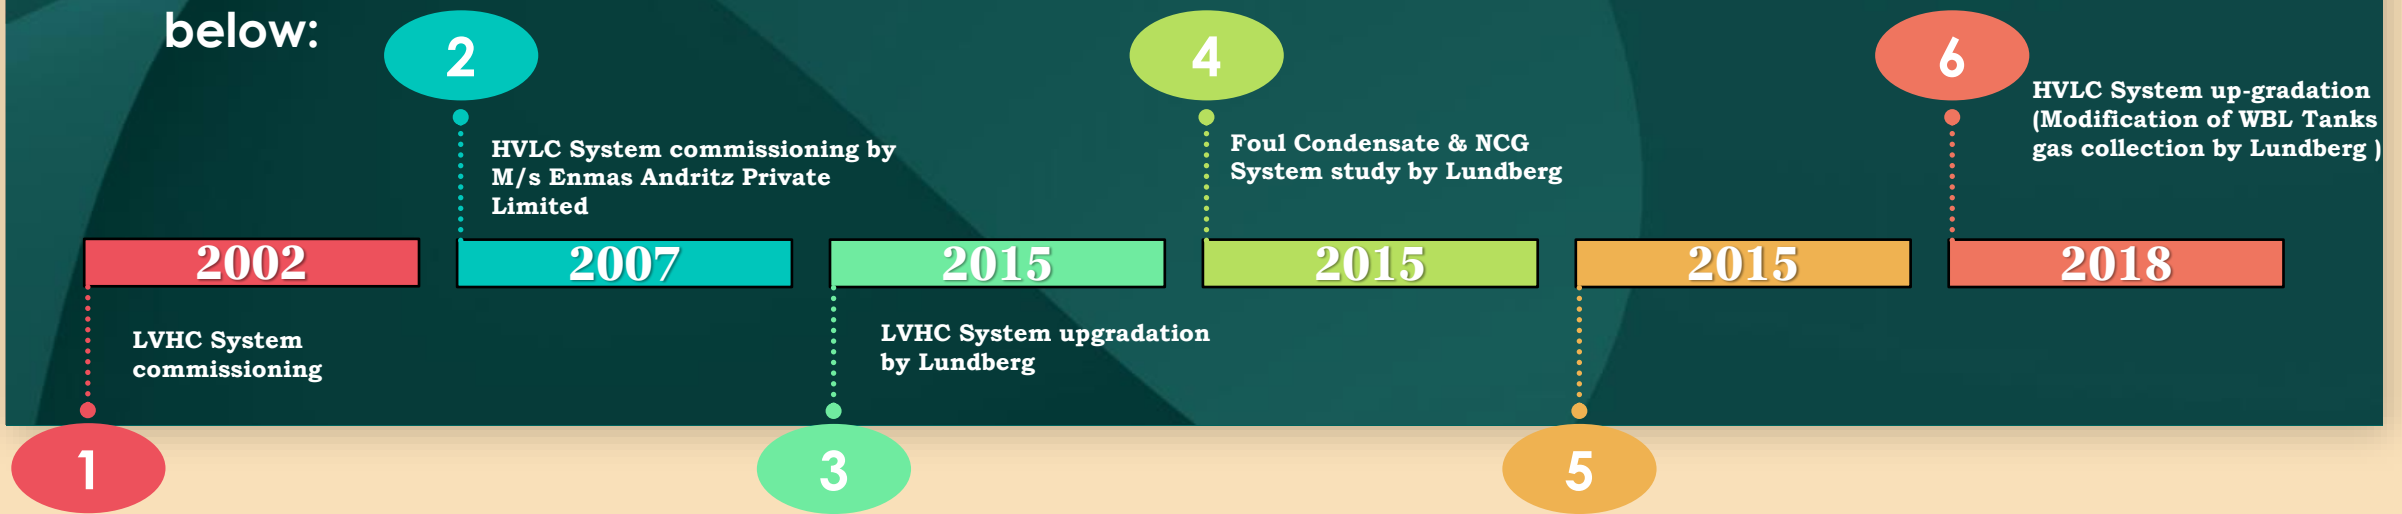 below:
2
4
6
HVLC System up-gradation
(Modification of WBL Tanks
gas collection by Lundberg )
HVLC System commissioning by
M/s Enmas Andritz Private
Limited
Foul Condensate & NCG
System study by Lundberg
2002
2007
2015
2015
2015
2018
LVHC System
commissioning
LVHC System upgradation
by Lundberg
1
3
5